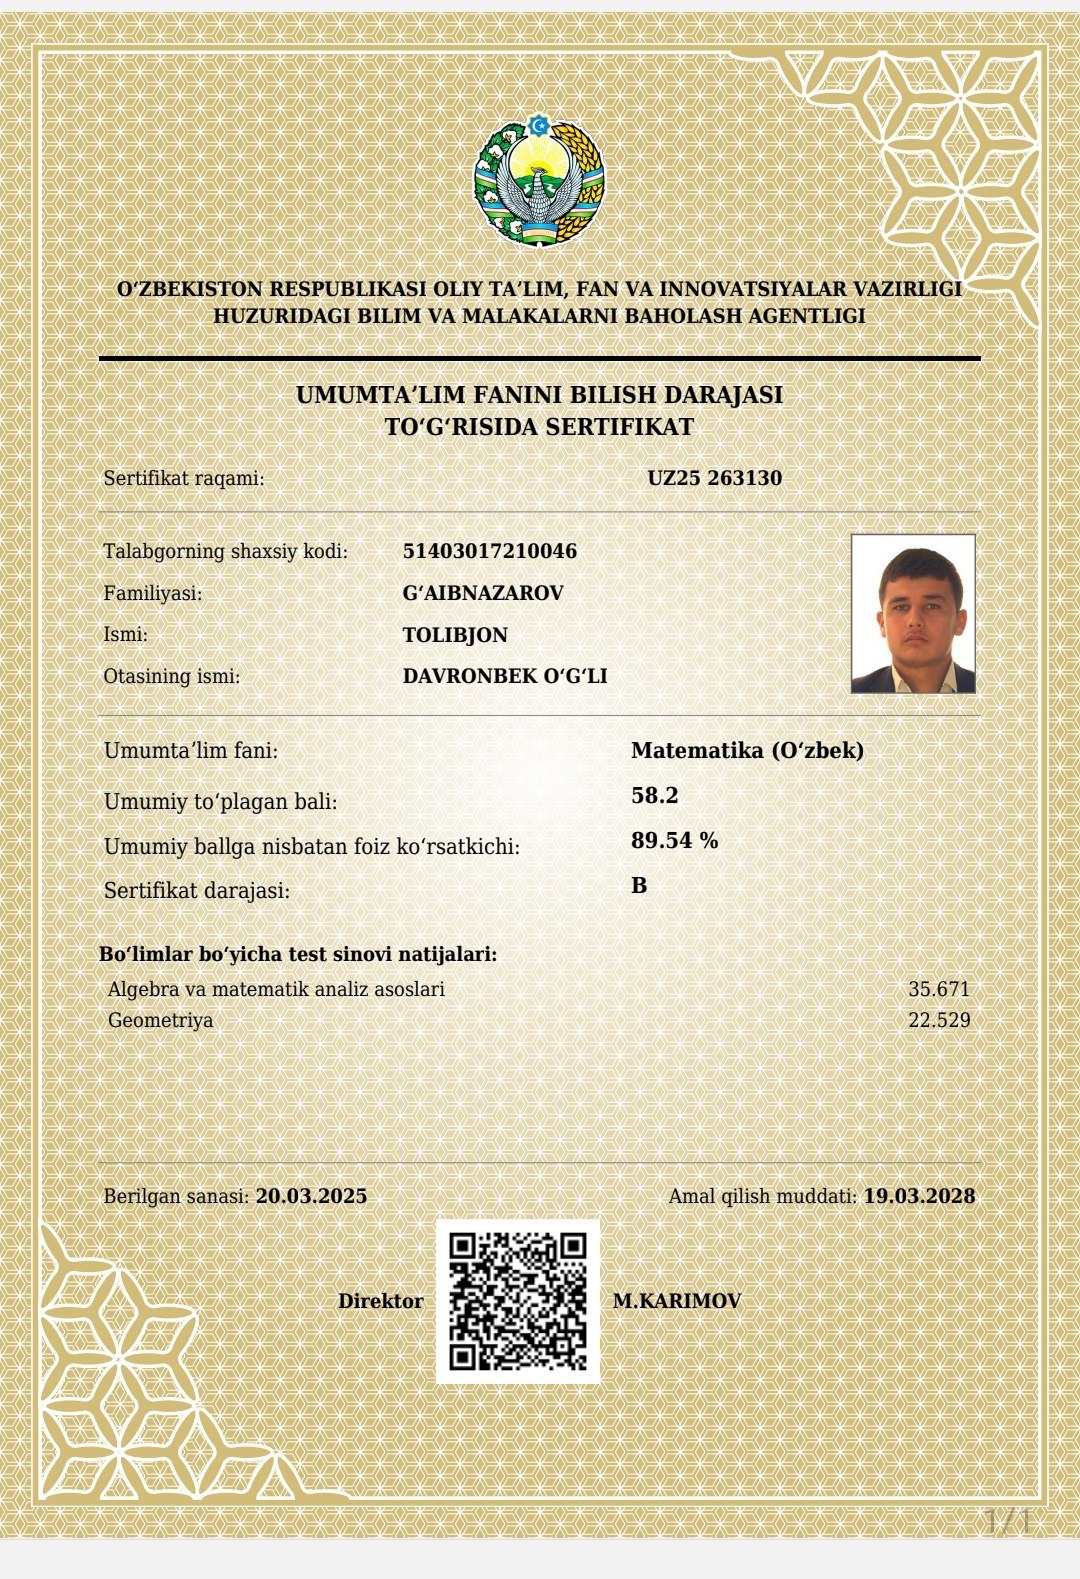 O‘ZBEKISTON RESPUBLIKASI OLIY TA’LIM, FAN VA INNOVATSIYALAR VAZIRLIGI
HUZURIDAGI BILIM VA MALAKALARNI BAHOLASH AGENTLIGI
UMUMTA’LIM FANINI BILISH DARAJASI
TO‘G‘RISIDA SERTIFIKAT
Sertifikat raqami: UZ25 263130
Talabgorning shaxsiy kodi: 51403017210046
Familiyasi: G‘AIBNAZAROV
Ismi: TOLIBJON
Otasining ismi: DAVRONBEK O‘G‘LI
Umumta’lim fani: Matematika (O‘zbek)
Umumiy to‘plagan bali: 58.2
Umumiy ballga nisbatan foiz ko‘rsatkichi: 89.54 %
Sertifikat darajasi: B
Bo‘limlar bo‘yicha test sinovi natijalari:
Algebra va matematik analiz asoslari 35.671
Geometriya 22.529
Berilgan sanasi: 20.03.2025 Amal qilish muddati: 19.03.2028
Direktor M.KARIMOV
1/1